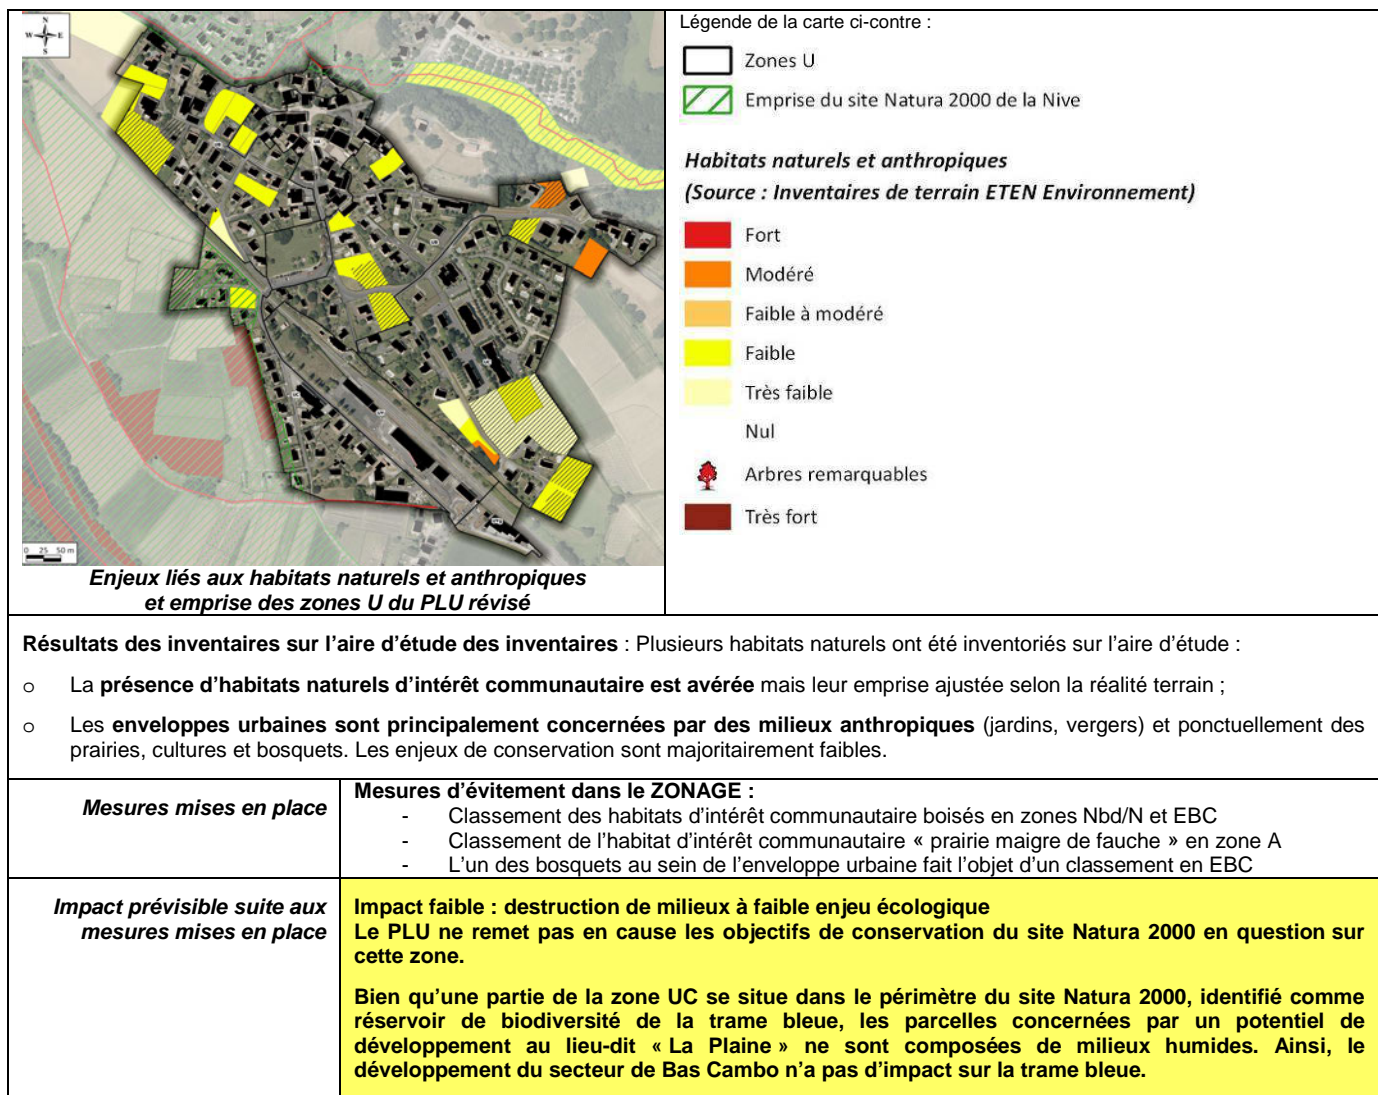 N
W E
S
0 25 50 m
Enjeux liés aux habitats naturels et anthropiques
et emprise des zones U du PLU révisé
Légende de la carte ci-contre :
Zones U
Emprise du site Natura 2000 de la Nive
Habitats naturels et anthropiques
(Source : Inventaires de terrain ETEN Environnement)
Fort
Modéré
Faible à modéré
Faible
Très faible
Nul
Arbres remarquables
Très fort
Résultats des inventaires sur l'aire d'étude des inventaires : Plusieurs habitats naturels ont été inventoriés sur l'aire d'étude :
o La présence d'habitats naturels d'intérêt communautaire est avérée mais leur emprise ajustée selon la réalité terrain ;
o Les enveloppes urbaines sont principalement concernées par des milieux anthropiques (jardins, vergers) et ponctuellement des
prairies, cultures et bosquets. Les enjeux de conservation sont majoritairement faibles.
Mesures mises en place
Mesures d'évitement dans le ZONAGE :
- Classement des habitats d'intérêt communautaire boisés en zones Nbd/N et EBC
- Classement de l'habitat d'intérêt communautaire « prairie maigre de fauche » en zone A
- L'un des bosquets au sein de l'enveloppe urbaine fait l'objet d'un classement en EBC
Impact prévisible suite aux
mesures mises en place
Impact faible : destruction de milieux à faible enjeu écologique
Le PLU ne remet pas en cause les objectifs de conservation du site Natura 2000 en question sur
cette zone.
Bien qu'une partie de la zone UC se situe dans le périmètre du site Natura 2000, identifié comme
réservoir de biodiversité de la trame bleue, les parcelles concernées par un potentiel de
développement au lieu-dit « La Plaine » ne sont composées de milieux humides. Ainsi, le
développement du secteur de Bas Cambo n'a pas d'impact sur la trame bleue.